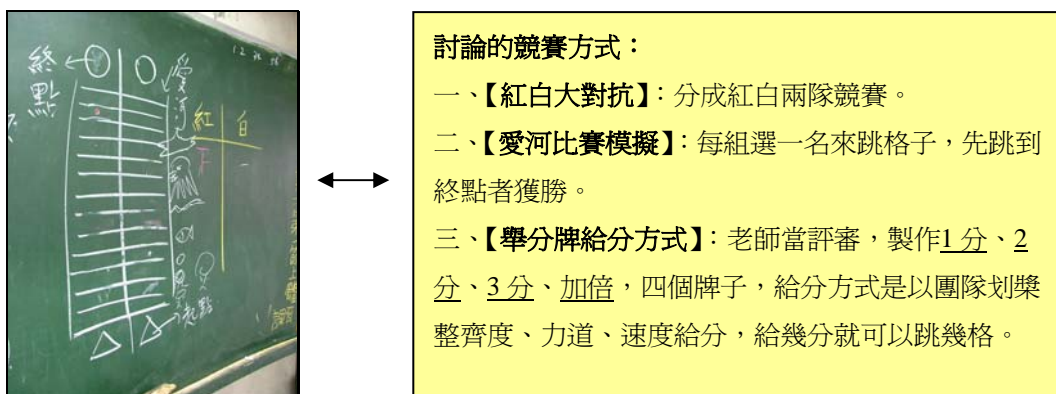 終
點
愛
河
紅 白
起點
討論的競賽方式：
一、【紅白大對抗】：分成紅白兩隊競賽。
二、【愛河比賽模擬】：每組選一名來跳格子，先跳到
終點者獲勝。
三、【舉分牌給分方式】：老師當評審，製作1 分、2
分、3 分、加倍，四個牌子，給分方式是以團隊划槳
整齊度、力道、速度給分，給幾分就可以跳幾格。